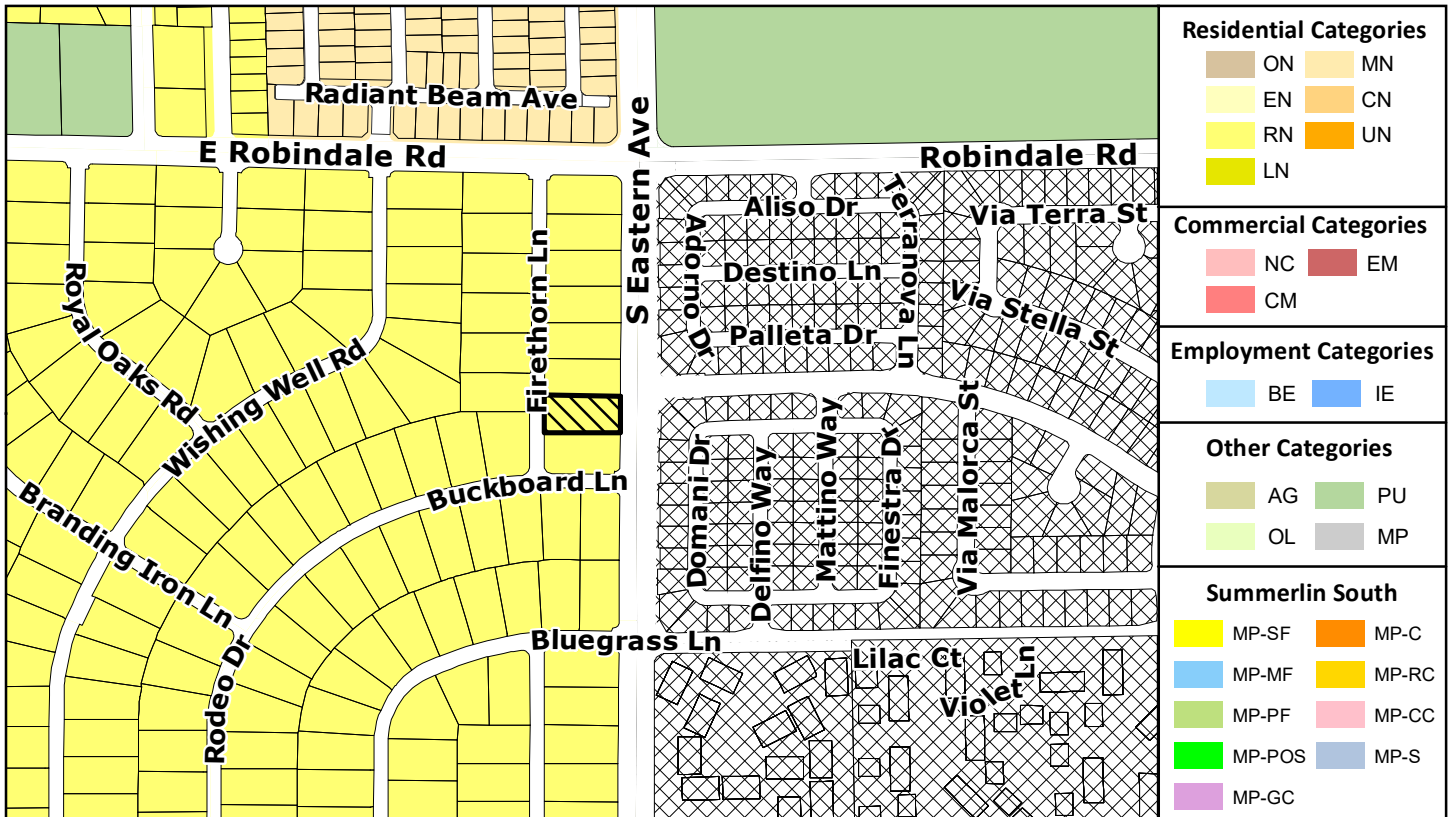 Radiant Beam Ave
E Robindale Rd
Robindale Rd
S Eastern Ave
Aliso Dr
Terranova Ln
Via Terra St
Adorno Dr
Destino Ln
Firethorn Ln
Royal Oaks Rd
Via Stella St
Palleta Dr
Wishing Well Rd
Via Malorca St
Mattino Way
Domani Dr
Delfino Way
Finestra Dr
Buckboard Ln
Branding Iron Ln
Bluegrass Ln
Rodeo Dr
Lilac Ct
Violet Ln
Residential Categories
ON MN
EN CN
RN UN
LN
Commercial Categories
NC EM
CM
Employment Categories
BE IE
Other Categories
AG PU
OL MP
Summerlin South
MP-SF MP-C
MP-MF MP-RC
MP-PF MP-CC
MP-POS MP-S
MP-GC